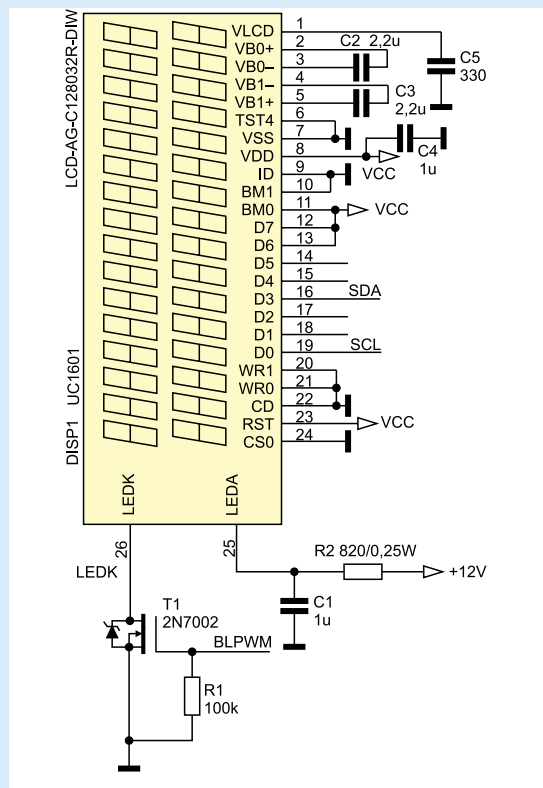 LCD-AG-C128032R-DIW
DISP1 UC1601
VLCD 1
VB0+ 2
VB0– 3
VB1– 4
VB1+ 5
TST4 6
VSS 7
VDD 8
ID 9
BM1 10
BM0 11
D7 12
D6 13
D5 14
D4 15
D3 16 SDA
D2 17
D1 18
D0 19 SCL
WR1 20
WR0 21
CD 22
RST 23 VCC
CS0 24
C2 2,2u
C5
330
C3
2,2u
C4
1u
VCC
VCC
LEDK
LEDA
26
25
LEDK
R2 820/0,25W
+12V
T1
2N7002
C1
1u
BLPWM
R1
100k